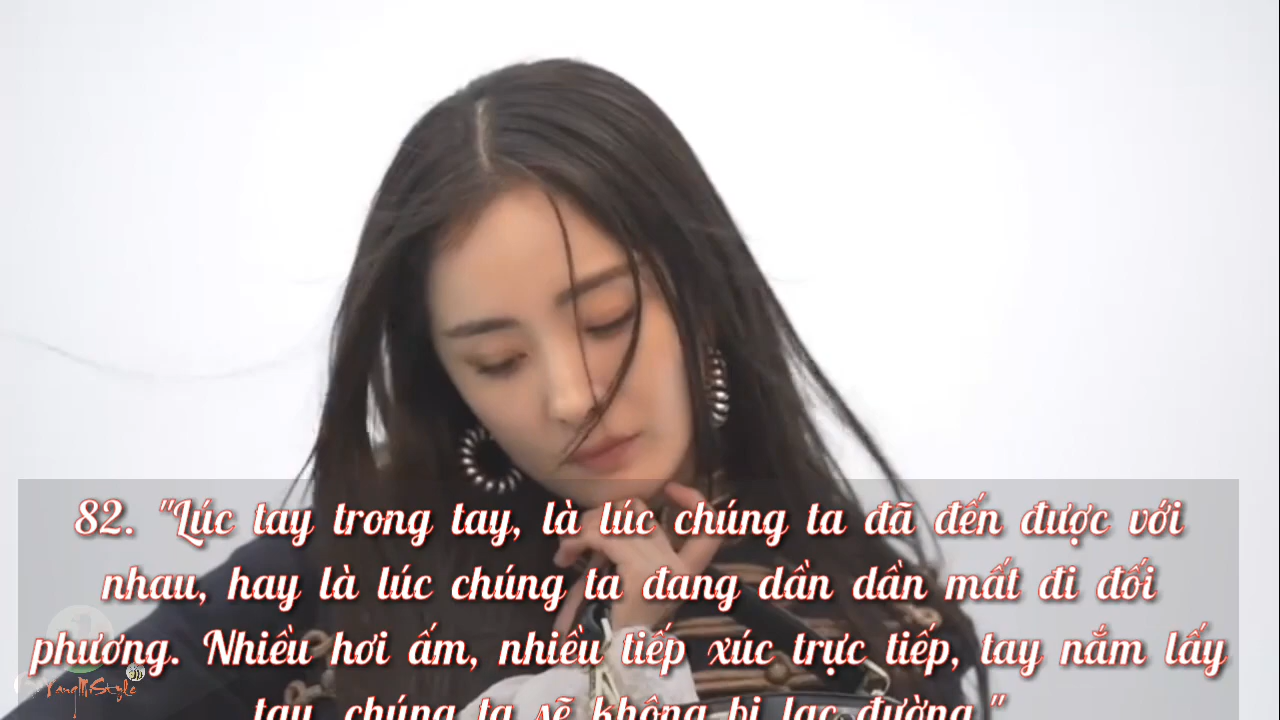 82. "Lúc tay trong tay, là lúc chúng ta đã đến được với
nhau, hay là lúc chúng ta đang dần dần mất đi đối
phương. Nhiều hơi ấm, nhiều tiếp xúc trực tiếp, tay nắm lấy
tay, chúng ta sẽ không bị lạc đường."
YangMiStyle